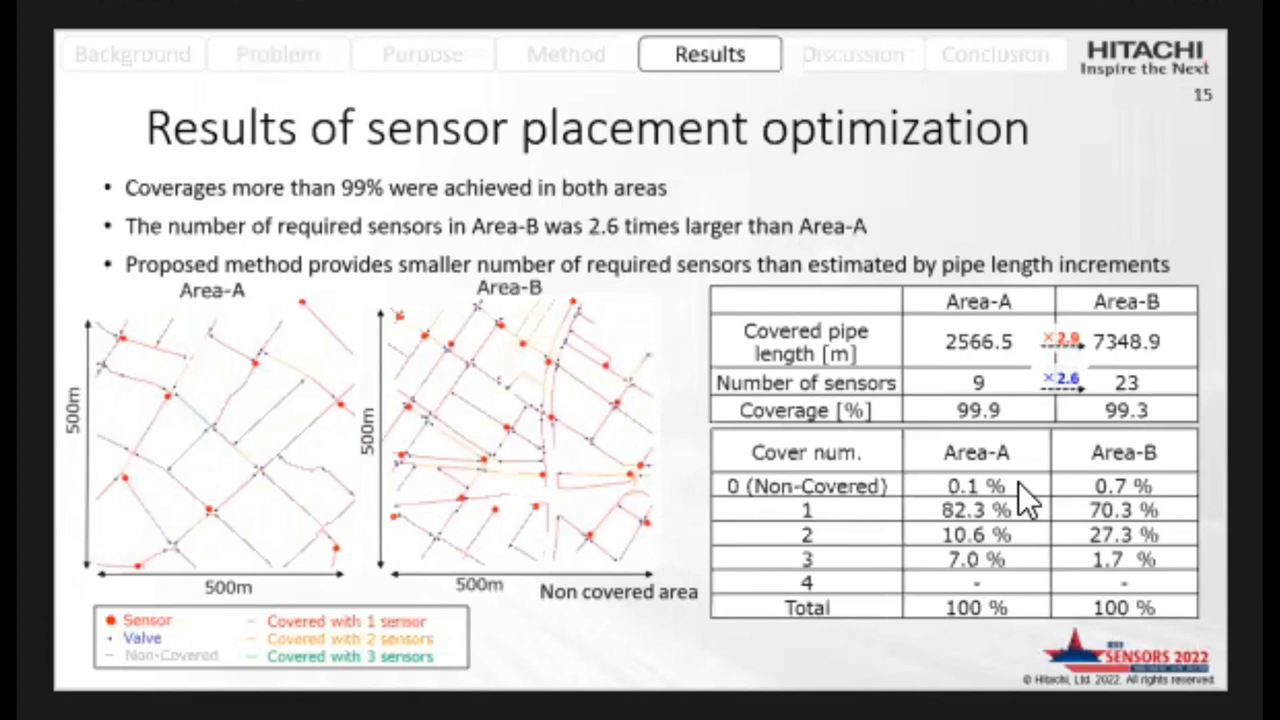 Background Problem Purpose Method Results Discussion Conclusion
HITACHI
Inspire the Next
15
Results of sensor placement optimization
• Coverages more than 99% were achieved in both areas
• The number of required sensors in Area-B was 2.6 times larger than Area-A
• Proposed method provides smaller number of required sensors than estimated by pipe length increments
Area-A
500m
500m
Area-B
500m
500m
Non covered area
Sensor
Valve
Non-Covered
Covered with 1 sensor
Covered with 2 sensors
Covered with 3 sensors
Area-A Area-B
Covered pipe
length [m] 2566.5 ×2.9 7348.9
Number of sensors 9 ×2.6 23
Coverage [%] 99.9 99.3
Cover num. Area-A Area-B
0 (Non-Covered) 0.1 % 0.7 %
1 82.3 % 70.3 %
2 10.6 % 27.3 %
3 7.0 % 1.7 %
4 - -
Total 100 % 100 %
SENSORS 2022
© Hitachi, Ltd. 2022. All rights reserved.